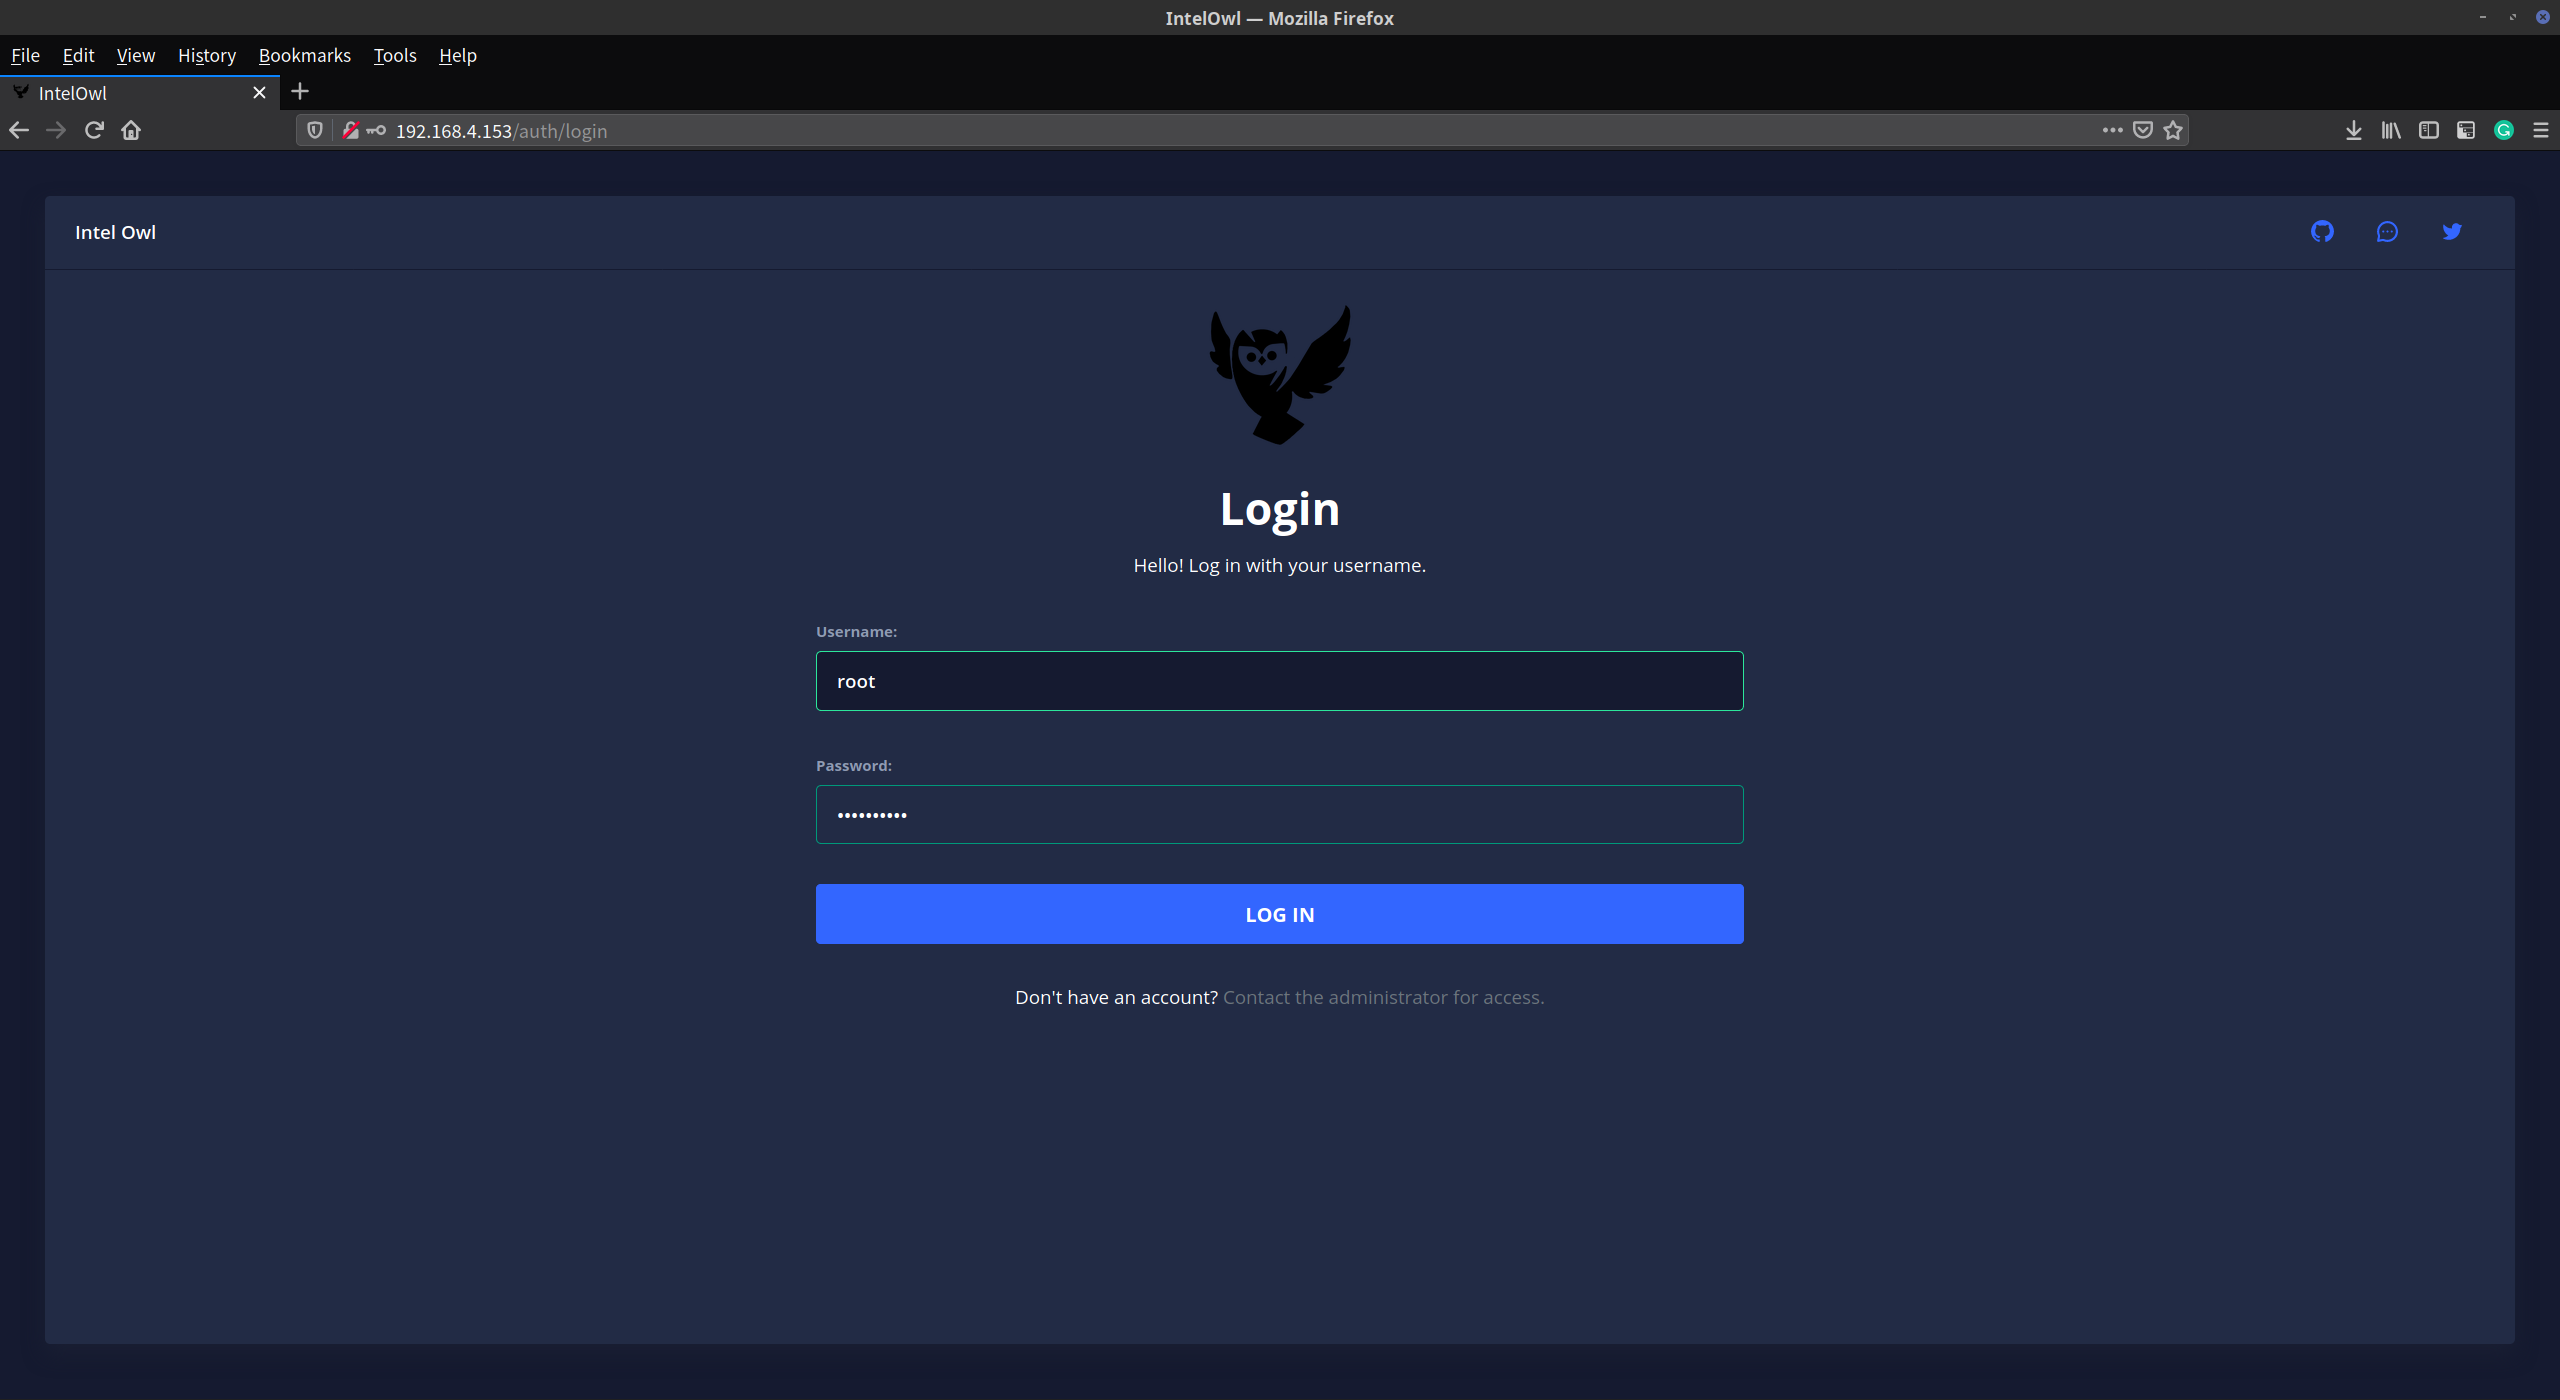 IntelOwl — Mozilla Firefox
File Edit View History Bookmarks Tools Help
IntelOwl
192.168.4.153/auth/login
Intel Owl
Login
Hello! Log in with your username.
Username:
root
Password:
••••••••••
LOG IN
Don't have an account? Contact the administrator for access.